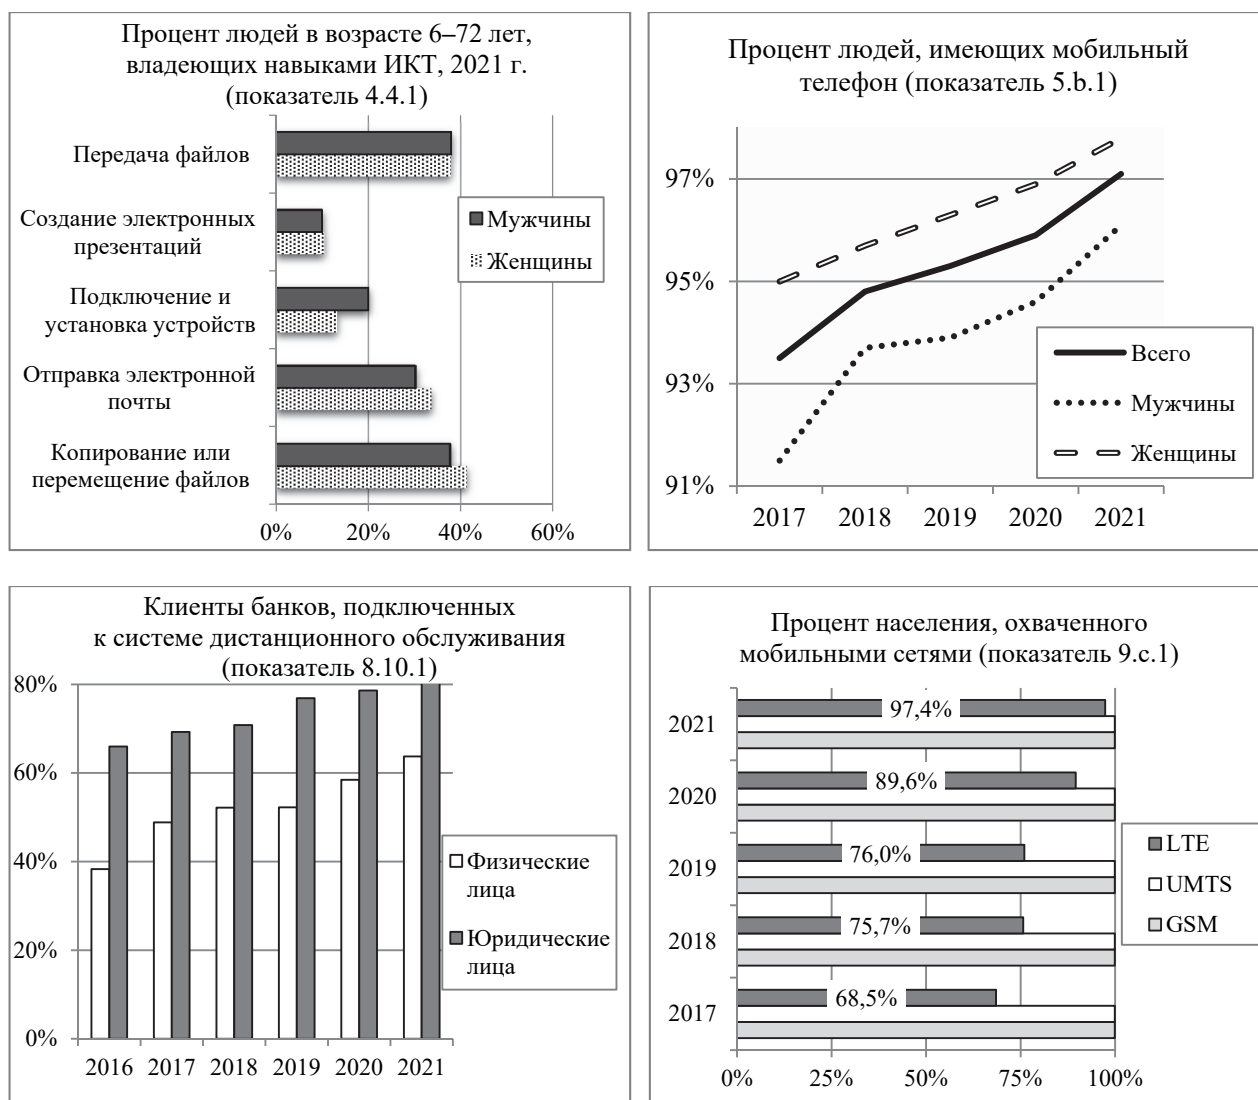 Процент людей в возрасте 6–72 лет,
владеющих навыками ИКТ, 2021 г.
(показатель 4.4.1)
Передача файлов
Создание электронных
презентаций
Подключение и
установка устройств
Отправка электронной
почты
Копирование или
перемещение файлов
0% 20% 40% 60%
Мужчины
Женщины
Процент людей, имеющих мобильный
телефон (показатель 5.b.1)
97%
95%
93%
91%
2017 2018 2019 2020 2021
Всего
Мужчины
Женщины
Клиенты банков, подключенных
к системе дистанционного обслуживания
(показатель 8.10.1)
80%
60%
40%
20%
0%
2016 2017 2018 2019 2020 2021
Физические
лица
Юридические
лица
Процент населения, охваченного
мобильными сетями (показатель 9.c.1)
2021 97,4%
2020 89,6%
2019 76,0%
2018 75,7%
2017 68,5%
0% 25% 50% 75% 100%
LTE
UMTS
GSM